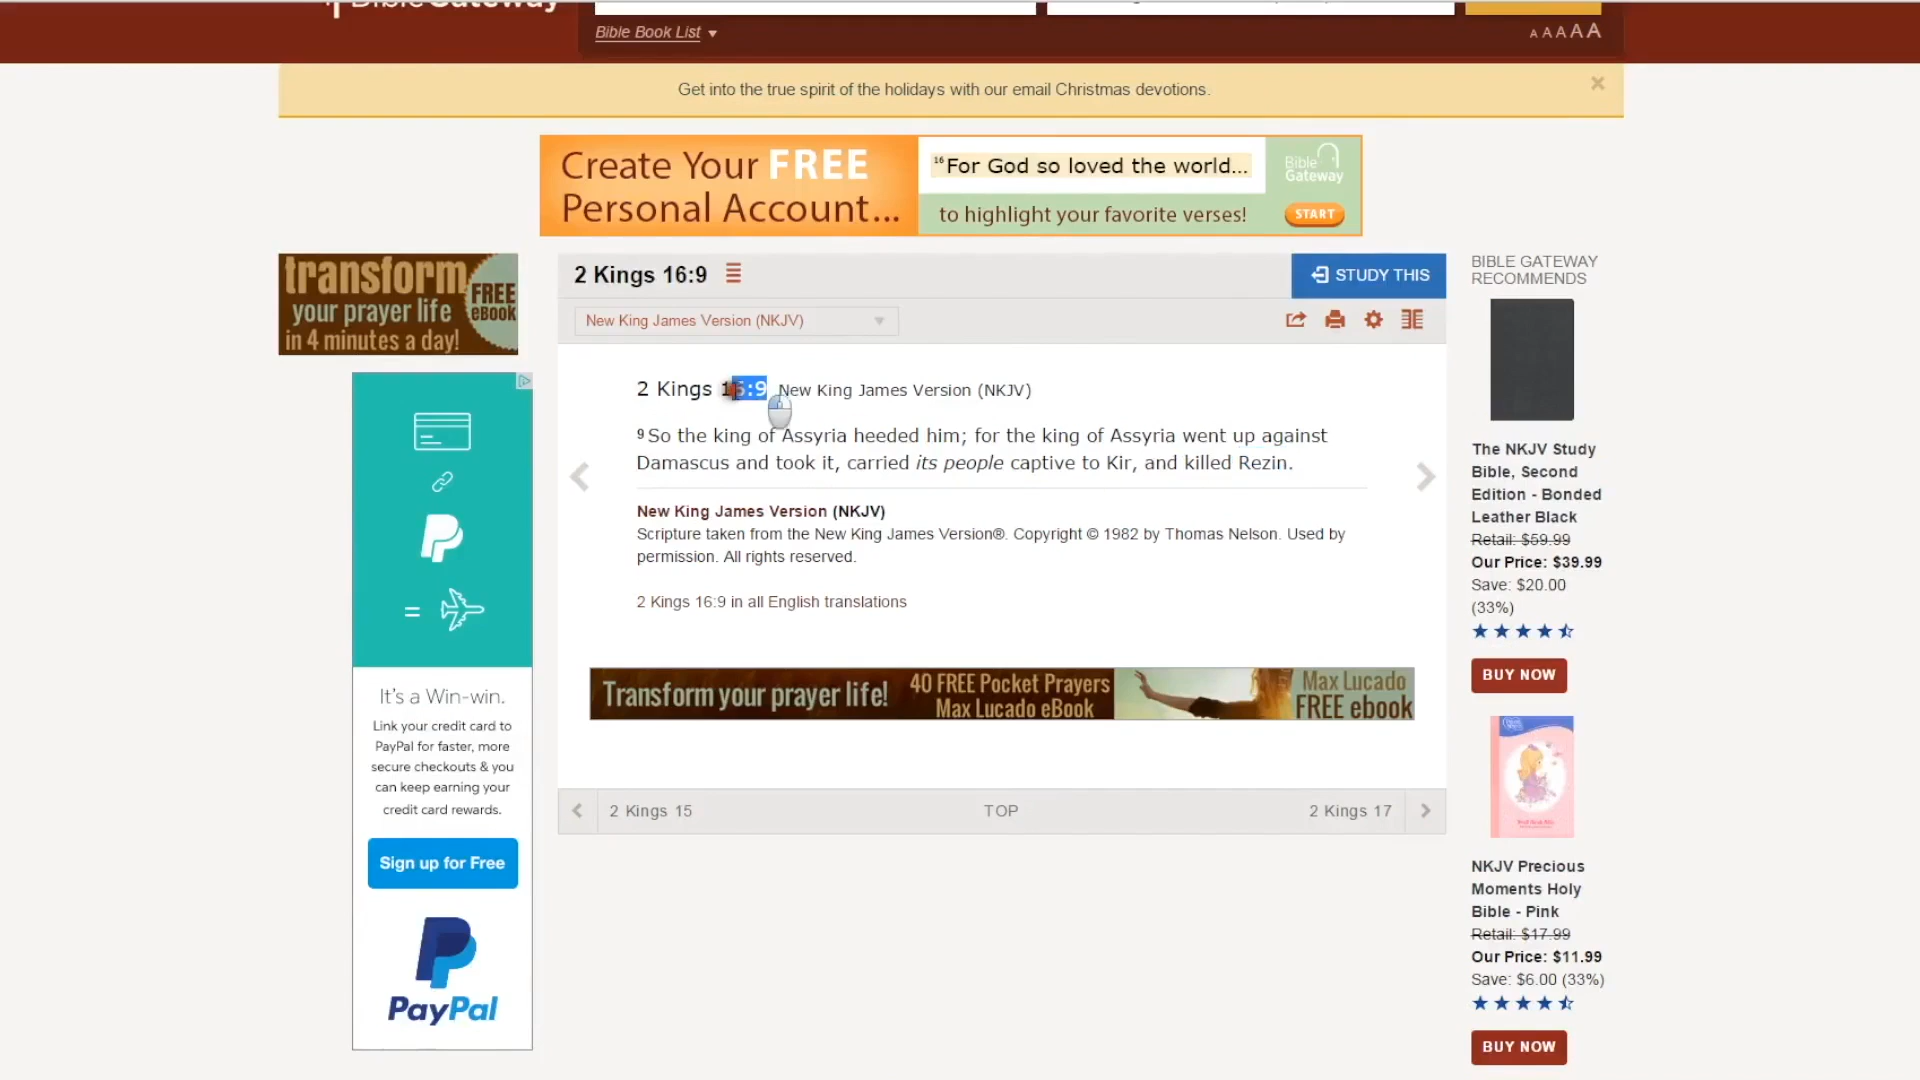 BibleGateway
Bible Book List ▼
A A A A A
Get into the true spirit of the holidays with our email Christmas devotions.
×
Create Your FREE
Personal Account...
16 For God so loved the world...
to highlight your favorite verses!
Bible
Gateway
START
transform
your prayer life
in 4 minutes a day!
FREE
eBOOK
2 Kings 16:9
STUDY THIS
New King James Version (NKJV)
2 Kings 16:9 New King James Version (NKJV)
9 So the king of Assyria heeded him; for the king of Assyria went up against
Damascus and took it, carried its people captive to Kir, and killed Rezin.
New King James Version (NKJV)
Scripture taken from the New King James Version®. Copyright © 1982 by Thomas Nelson. Used by
permission. All rights reserved.
2 Kings 16:9 in all English translations
Transform your prayer life!
40 FREE Pocket Prayers
Max Lucado eBook
Max Lucado
FREE ebook
2 Kings 15
TOP
2 Kings 17
=
It's a Win-win.
Link your credit card to
PayPal for faster, more
secure checkouts & you
can keep earning your
credit card rewards.
Sign up for Free
PayPal
BIBLE GATEWAY
RECOMMENDS
The NKJV Study
Bible, Second
Edition - Bonded
Leather Black
Retail: $59.99
Our Price: $39.99
Save: $20.00
(33%)
BUY NOW
NKJV Precious
Moments Holy
Bible - Pink
Retail: $17.99
Our Price: $11.99
Save: $6.00 (33%)
BUY NOW